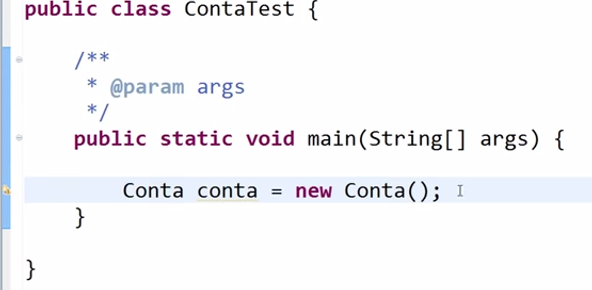 public class ContaTest {
/**
* @param args
*/
public static void main(String[] args) {
Conta conta = new Conta();
}
}